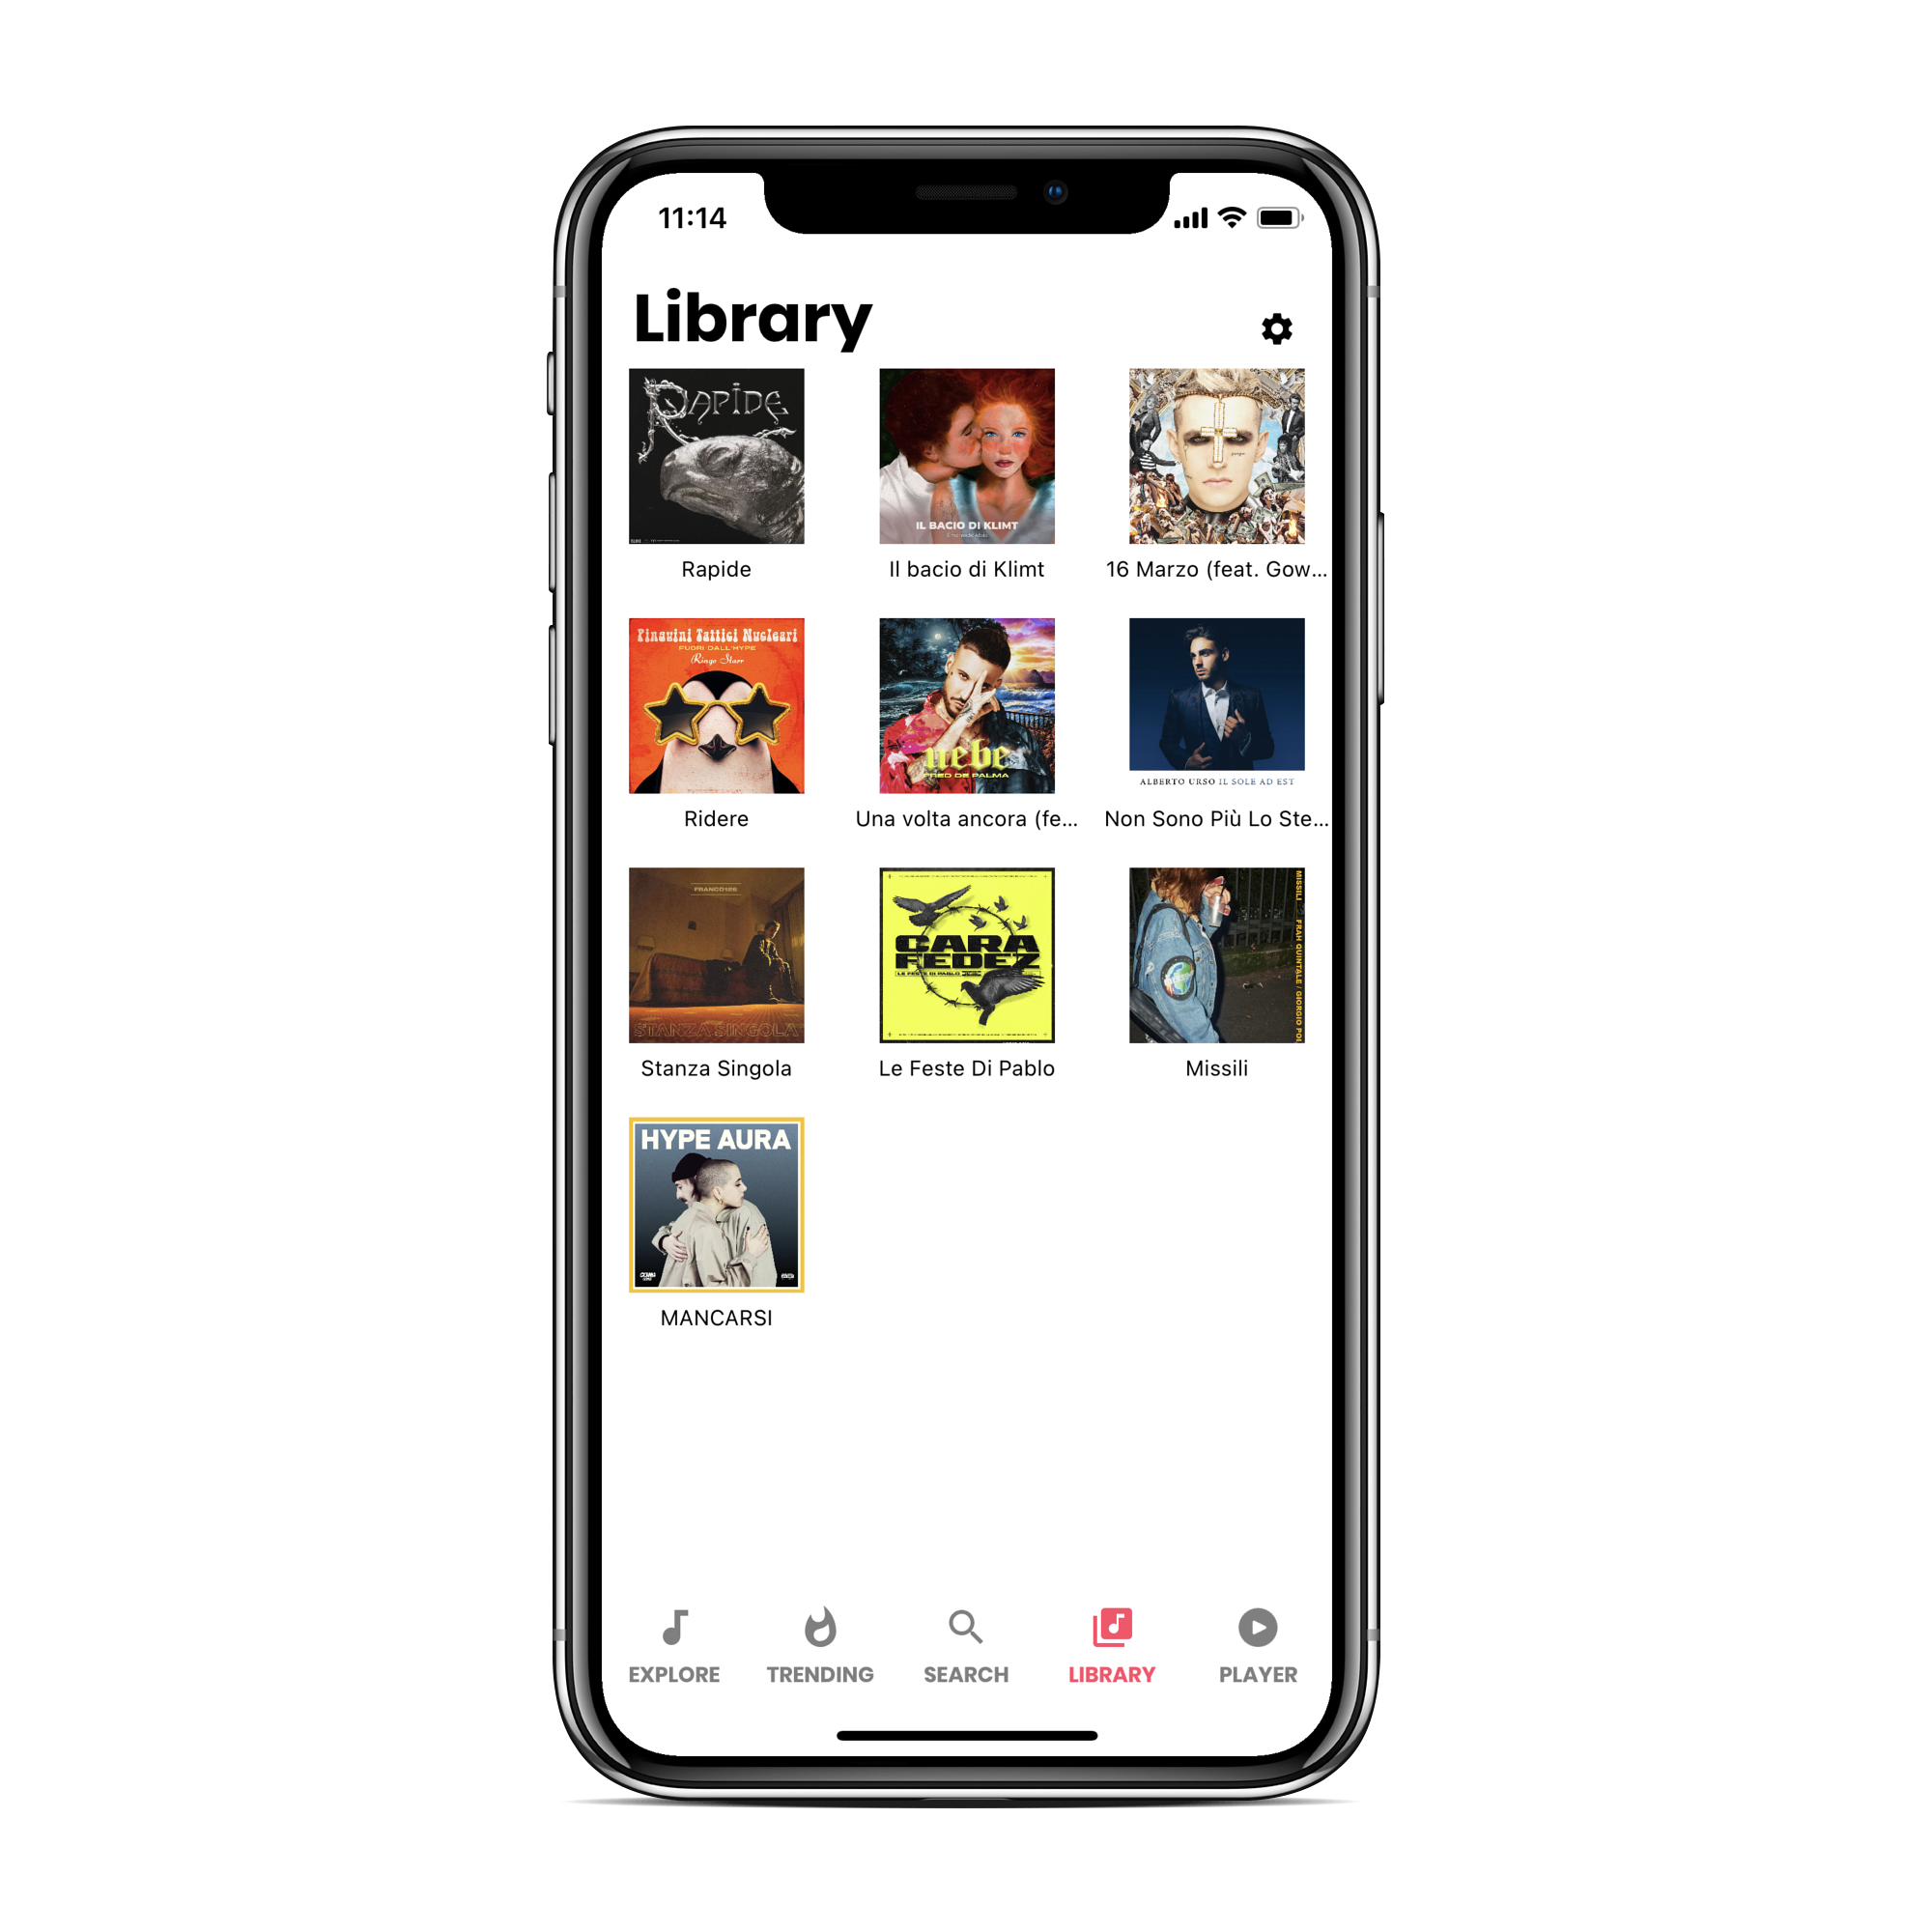 11:14
Library
RAPIDE
IL BACIO DI KLIMT
Rapide
Il bacio di Klimt
16 Marzo (feat. Gow...
Pinguini Tattici Nucleari
FUORI DALL'HYPE
Ringo Starr
nebe
FRED DE PALMA
ALBERTO URSO IL SOLE AD EST
Ridere
Una volta ancora (fe...
Non Sono Più Lo Ste...
FRANCO126
STANZA SINGOLA
CARA
FEDEZ
LE FESTE DI PABLO
MISSILI FRAH QUINTALE / GIORGIO POI
Stanza Singola
Le Feste Di Pablo
Missili
HYPE AURA
MANCARSI
EXPLORE
TRENDING
SEARCH
LIBRARY
PLAYER